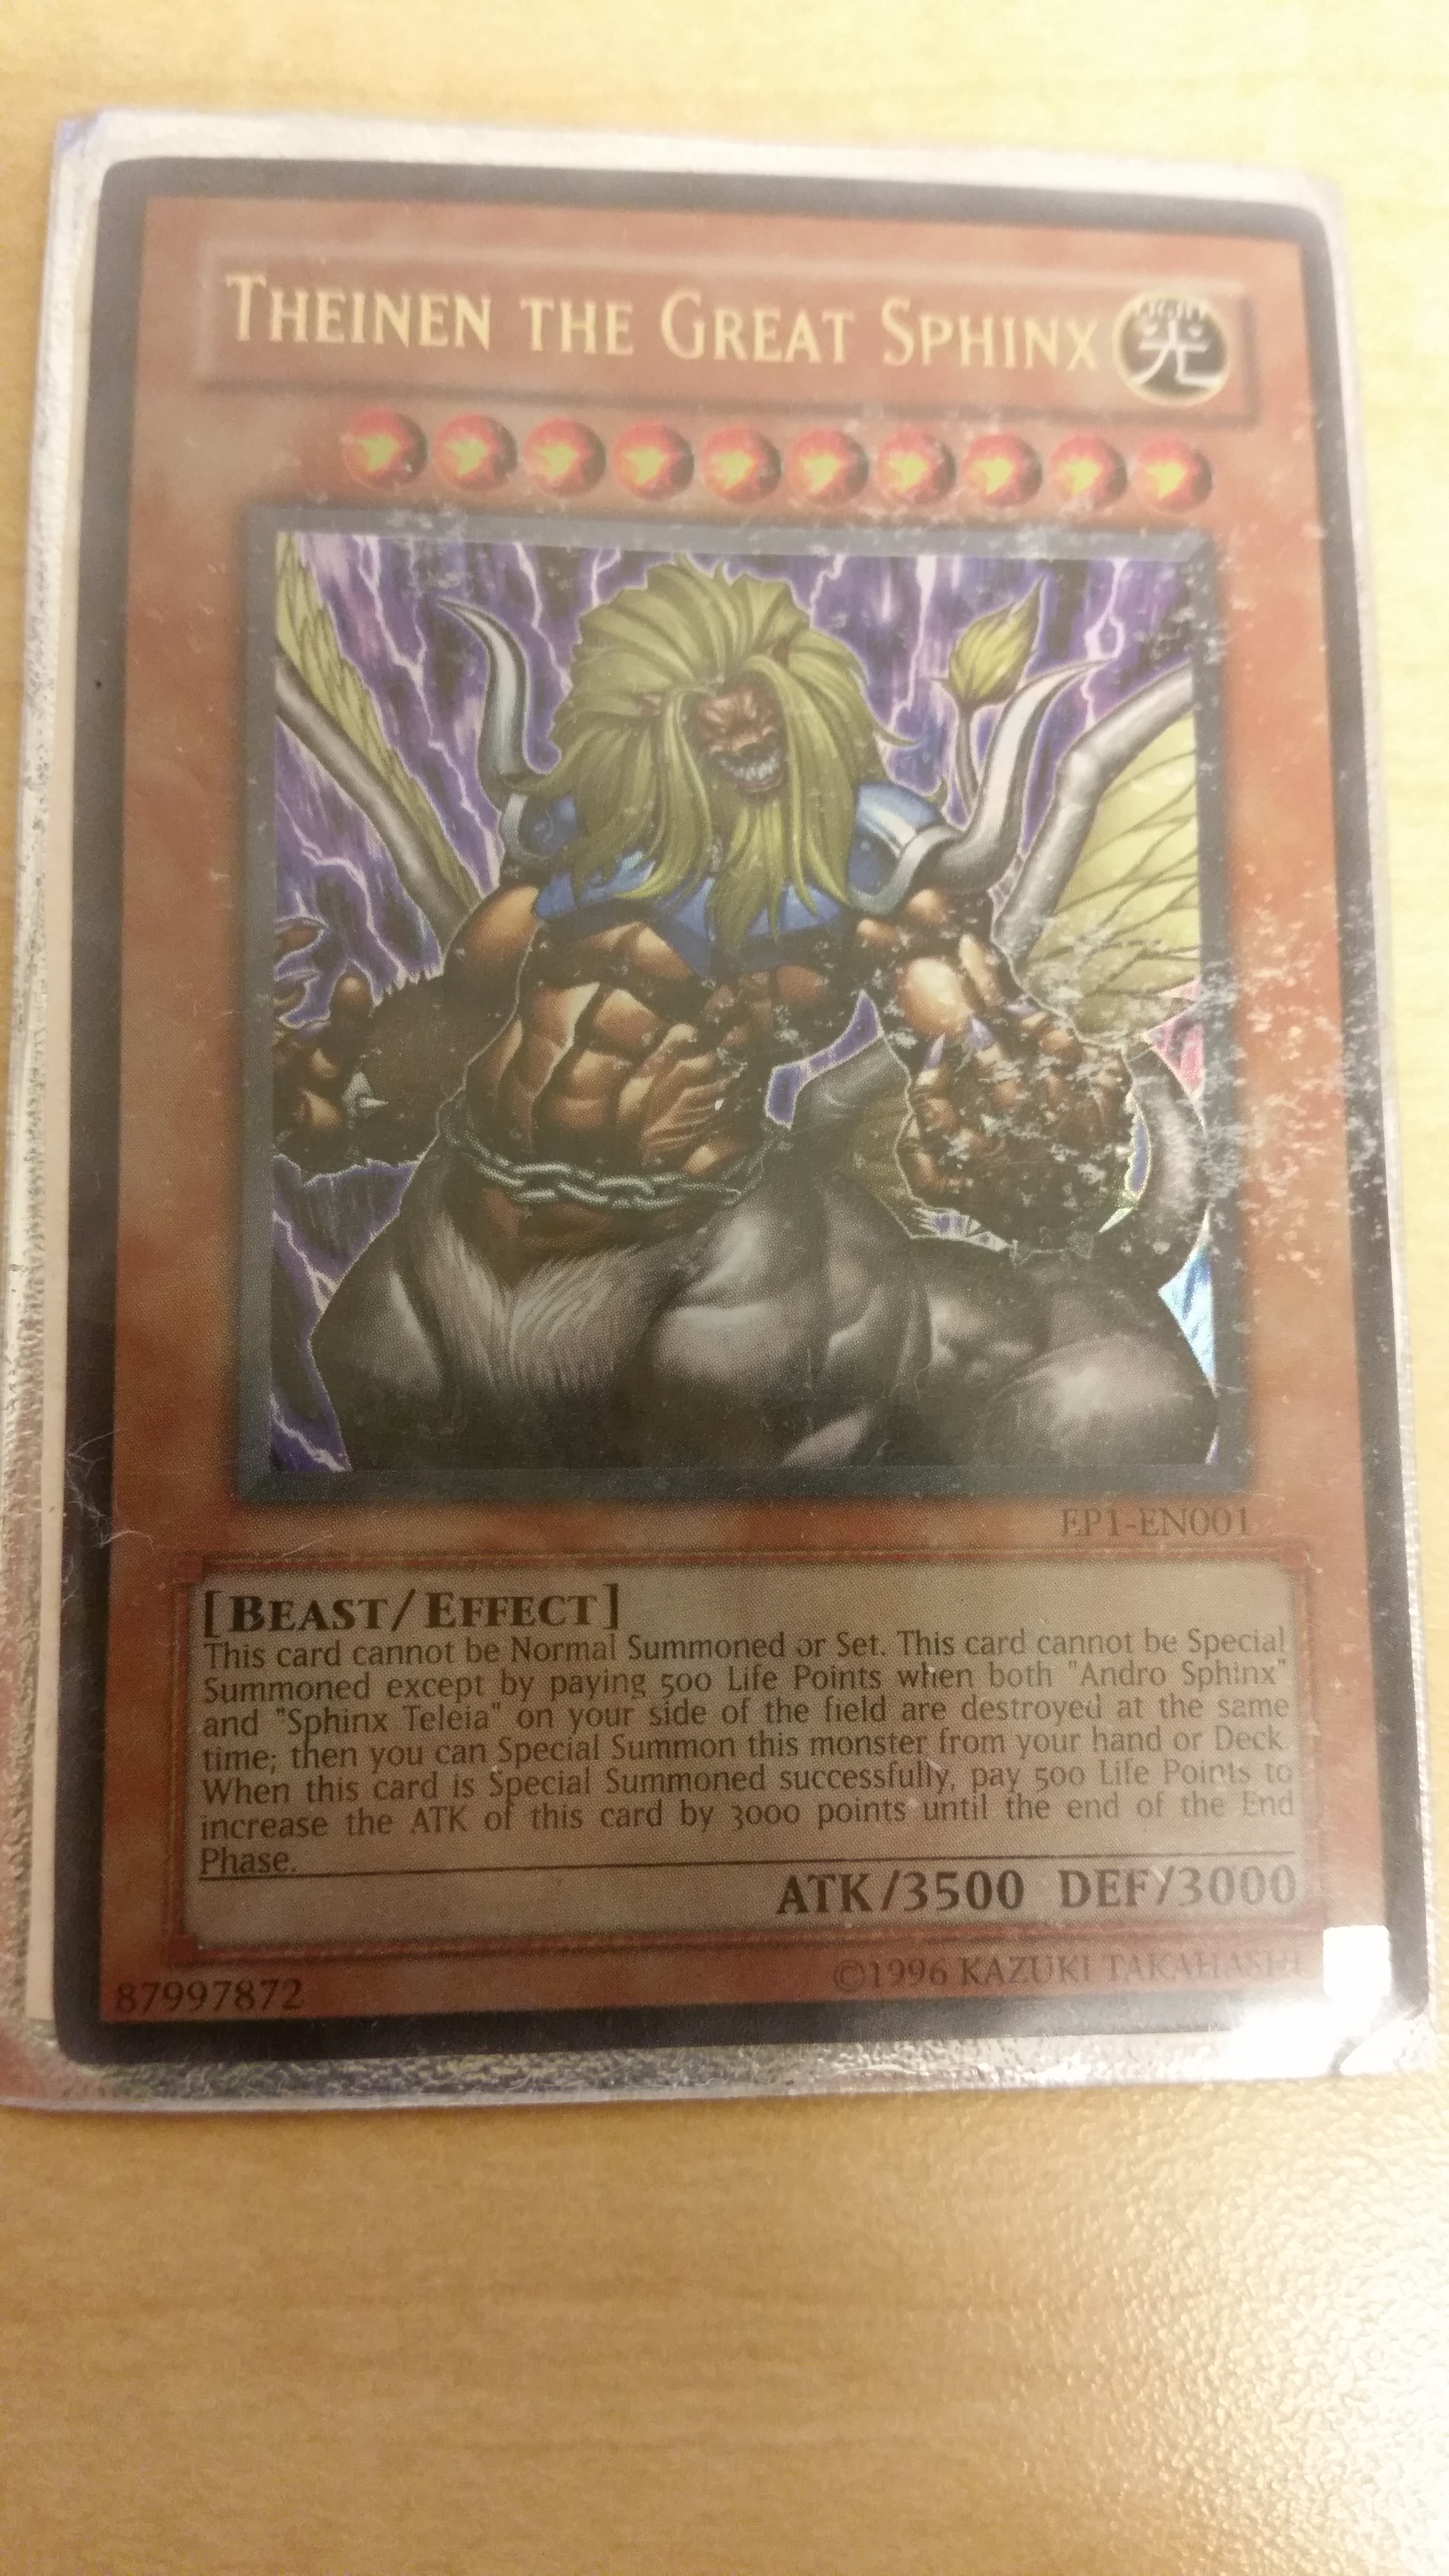 THEINEN THE GREAT SPHINX
光
EP1-EN001
[BEAST/EFFECT]
This card cannot be Normal Summoned or Set. This card cannot be Special
Summoned except by paying 500 Life Points when both "Andro Sphinx"
and "Sphinx Teleia" on your side of the field are destroyed at the same
time; then you can Special Summon this monster from your hand or Deck.
When this card is Special Summoned successfully, pay 500 Life Points to
increase the ATK of this card by 3000 points until the end of the End
Phase.
ATK/3500 DEF/3000
87997872 ©1996 KAZUKI TAKAHASHI